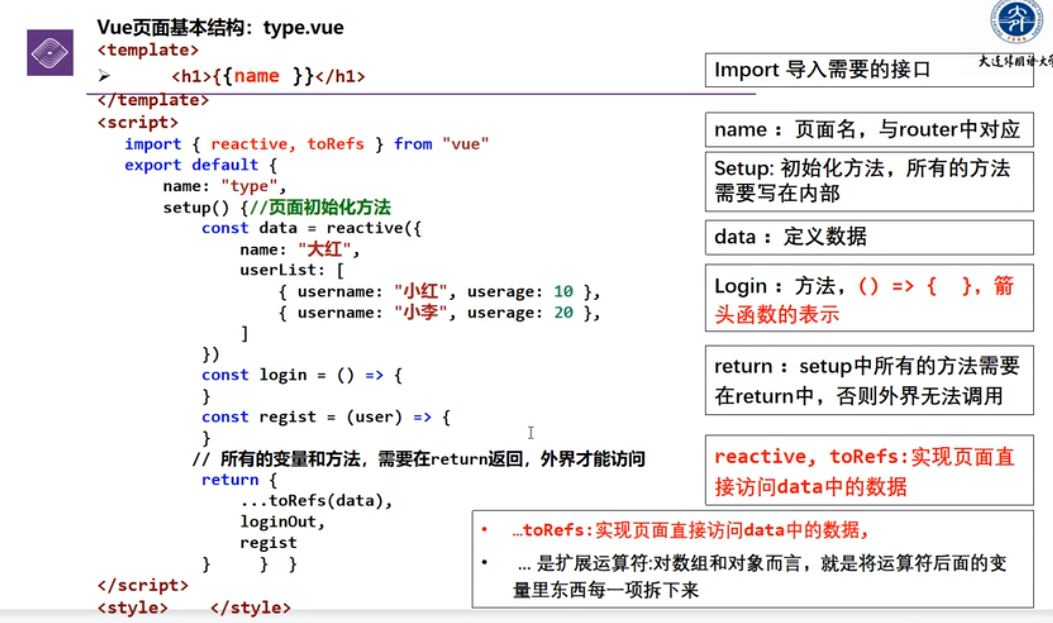 Vue页面基本结构：type.vue
<template>
➢ <h1>{{name }}</h1>
</template>
<script>
import { reactive, toRefs } from "vue"
export default {
name: "type",
setup() {//页面初始化方法
const data = reactive({
name: "大红",
userList: [
{ username: "小红", userage: 10 },
{ username: "小李", userage: 20 },
]
})
const login = () => {
}
const regist = (user) => {
}
// 所有的变量和方法，需要在return返回，外界才能访问
return {
...toRefs(data),
loginOut,
regist
} } }
</script>
<style> </style>
大连外国语大
Import 导入需要的接口
name ：页面名，与router中对应
Setup: 初始化方法，所有的方法
需要写在内部
data ：定义数据
Login ：方法，() => { }，箭
头函数的表示
return ：setup中所有的方法需要
在return中，否则外界无法调用
reactive, toRefs:实现页面直
接访问data中的数据
• …toRefs:实现页面直接访问data中的数据，
• ... 是扩展运算符:对数组和对象而言，就是将运算符后面的变
量里东西每一项拆下来